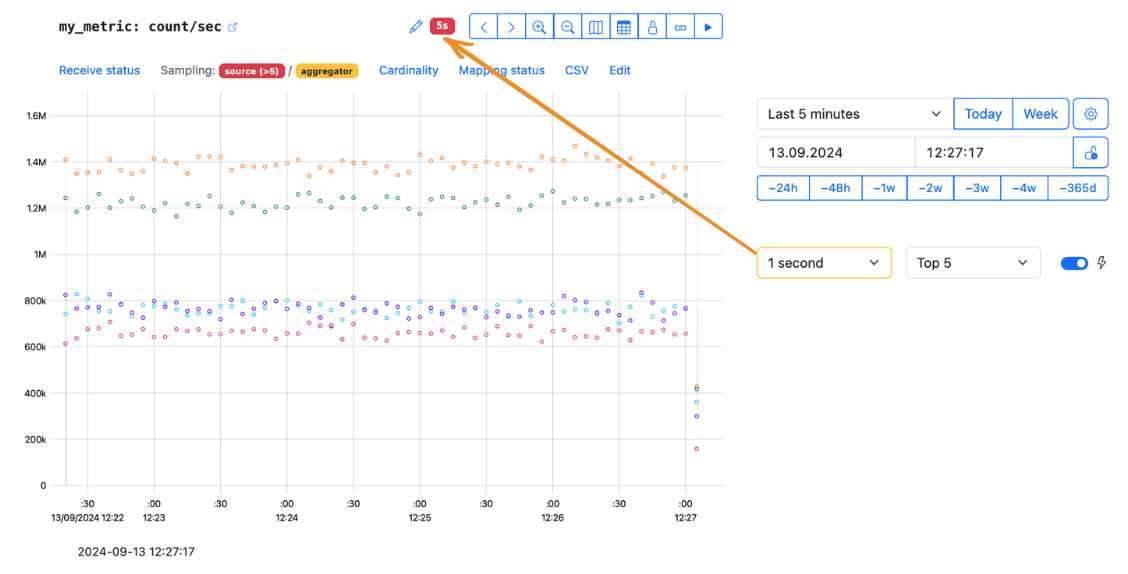 my_metric: count/sec 5s
Receive status Sampling: source (>5) / aggregator Cardinality Mapping status CSV Edit
1.6M
1.4M
1.2M
1M
800k
600k
400k
200k
0
:30 :00 :30 :00 :30 :00 :30 :00 :30 :00
13/09/2024 12:22 12:23 12:24 12:25 12:26 12:27
2024-09-13 12:27:17
Last 5 minutes Today Week
13.09.2024 12:27:17
−24h −48h −1w −2w −3w −4w −365d
1 second Top 5